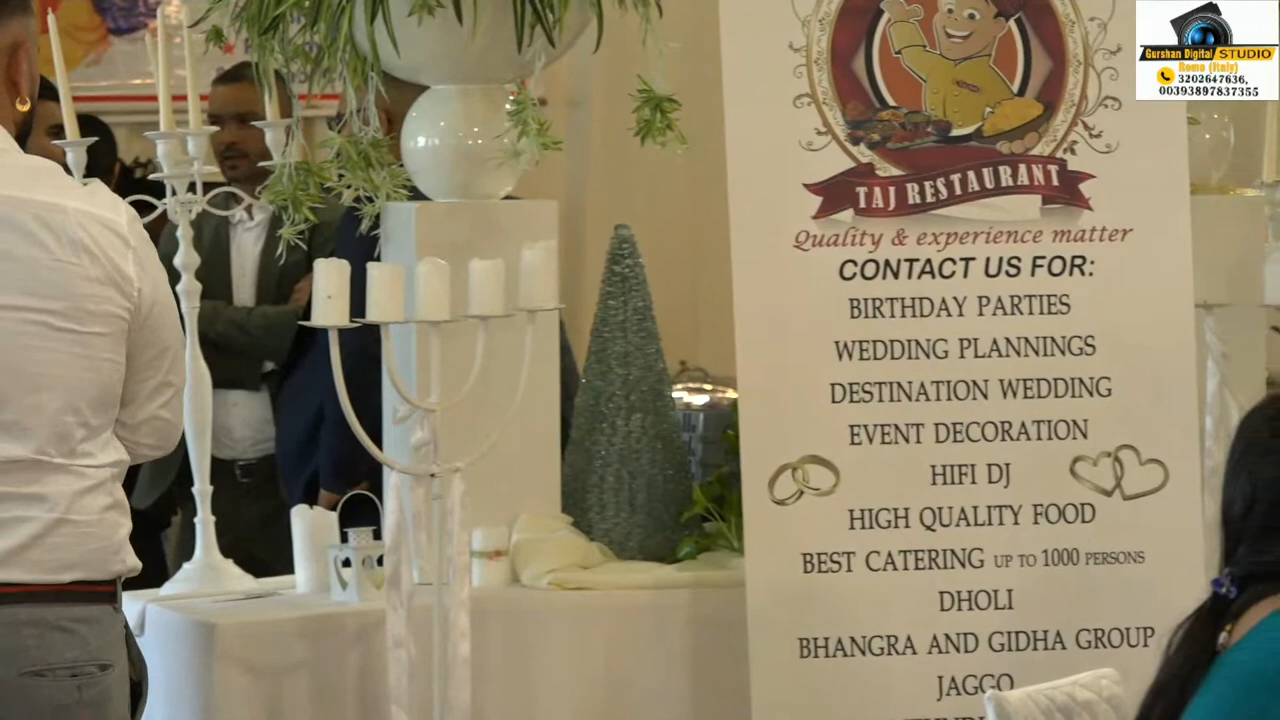 Gurshan Digital STUDIO
Rome (Italy)
3202647636,
00393897837355
TAJ RESTAURANT
Quality & experience matter
CONTACT US FOR:
BIRTHDAY PARTIES
WEDDING PLANNINGS
DESTINATION WEDDING
EVENT DECORATION
HIFI DJ
HIGH QUALITY FOOD
BEST CATERING UP TO 1000 PERSONS
DHOLI
BHANGRA AND GIDHA GROUP
JAGGO